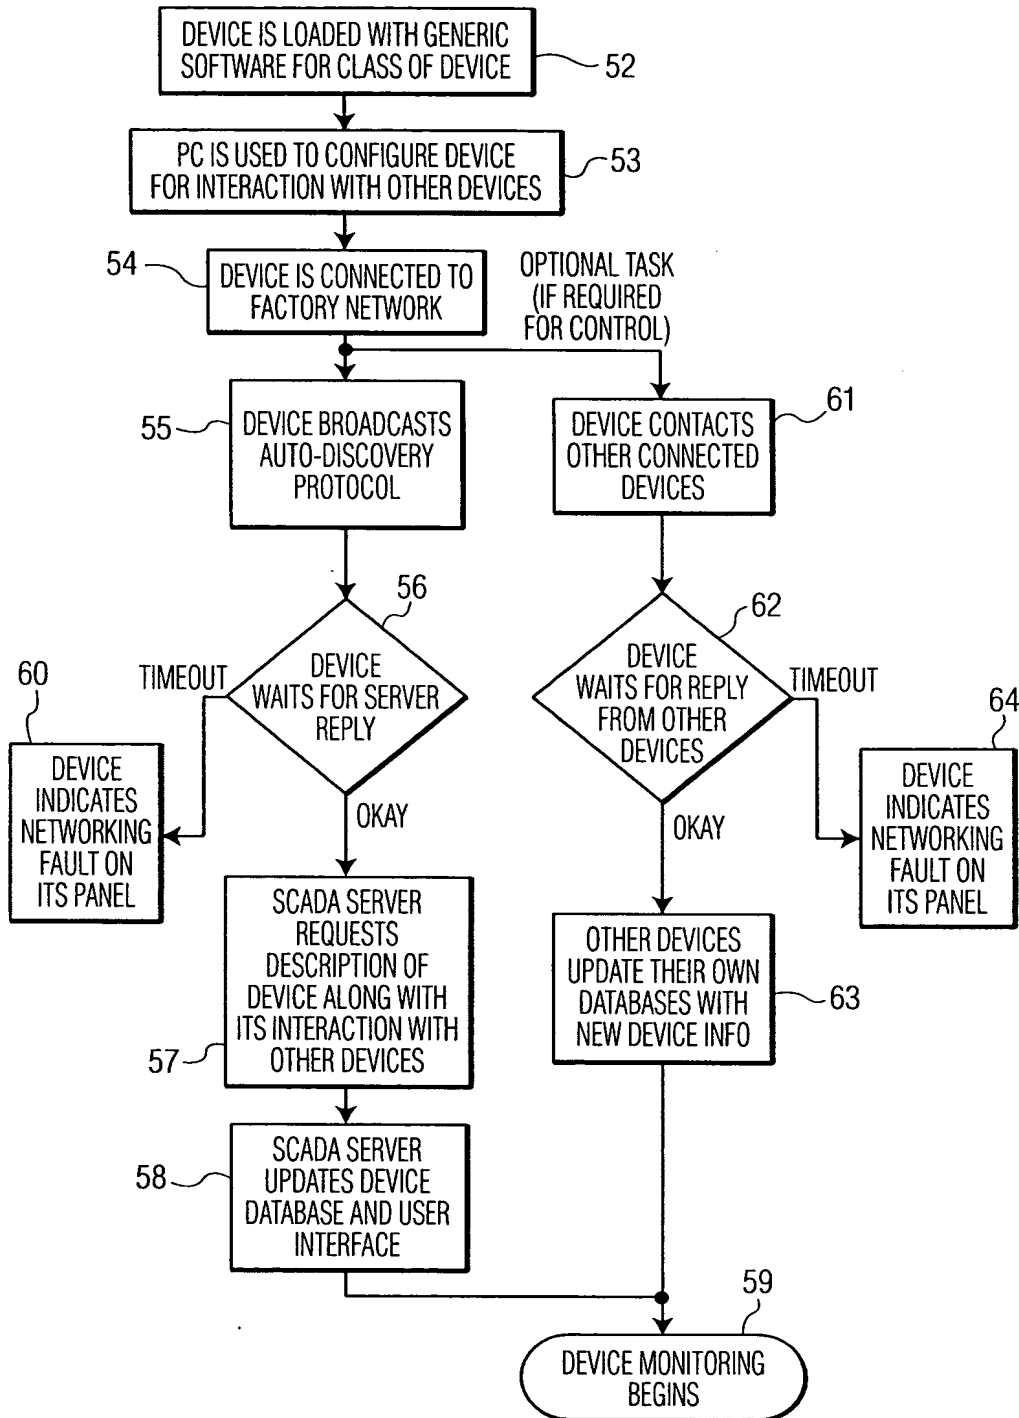 DEVICE IS LOADED WITH GENERIC
SOFTWARE FOR CLASS OF DEVICE
52
PC IS USED TO CONFIGURE DEVICE
FOR INTERACTION WITH OTHER DEVICES
53
54
DEVICE IS CONNECTED TO
FACTORY NETWORK
OPTIONAL TASK
(IF REQUIRED
FOR CONTROL)
55
DEVICE BROADCASTS
AUTO-DISCOVERY
PROTOCOL
61
DEVICE CONTACTS
OTHER CONNECTED
DEVICES
56
DEVICE
WAITS FOR SERVER
REPLY
TIMEOUT
OKAY
60
DEVICE
INDICATES
NETWORKING
FAULT ON
ITS PANEL
62
DEVICE
WAITS FOR REPLY
FROM OTHER
DEVICES
TIMEOUT
OKAY
64
DEVICE
INDICATES
NETWORKING
FAULT ON
ITS PANEL
SCADA SERVER
REQUESTS
DESCRIPTION OF
DEVICE ALONG WITH
ITS INTERACTION WITH
OTHER DEVICES
57
OTHER DEVICES
UPDATE THEIR OWN
DATABASES WITH
NEW DEVICE INFO
63
58
SCADA SERVER
UPDATES DEVICE
DATABASE AND USER
INTERFACE
59
DEVICE MONITORING
BEGINS